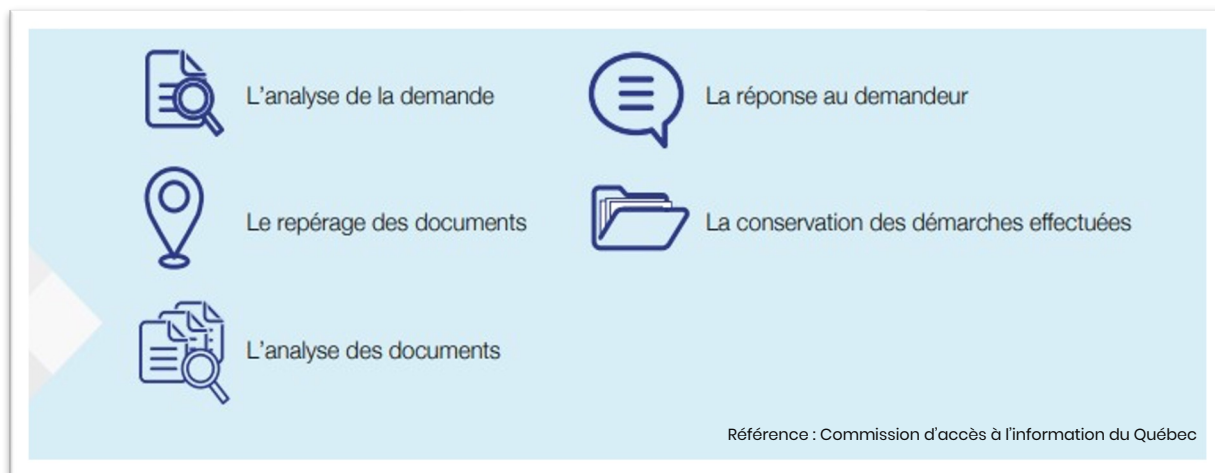 L'analyse de la demande
Le repérage des documents
L'analyse des documents
La réponse au demandeur
La conservation des démarches effectuées
Référence : Commission d'accès à l'information du Québec